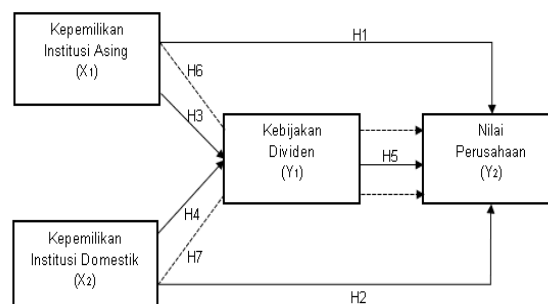 Kepemilikan
Institusi Asing
(X1)
H1
H6
H3
Kebijakan
Dividen
(Y1)
H5
Nilai
Perusahaan
(Y2)
H4
H7
Kepemilikan
Institusi Domestik
(X2)
H2